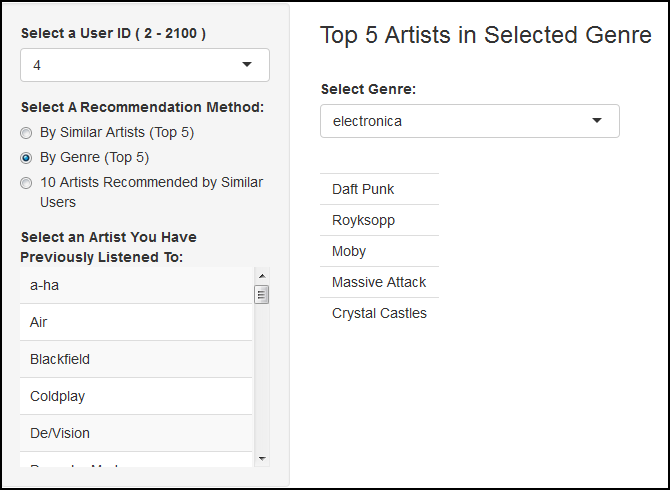 Select a User ID ( 2 - 2100 )
4
Select A Recommendation Method:
By Similar Artists (Top 5)
By Genre (Top 5)
10 Artists Recommended by Similar
Users
Select an Artist You Have
Previously Listened To:
a-ha
Air
Blackfield
Coldplay
De/Vision
Top 5 Artists in Selected Genre
Select Genre:
electronica
Daft Punk
Royksopp
Moby
Massive Attack
Crystal Castles